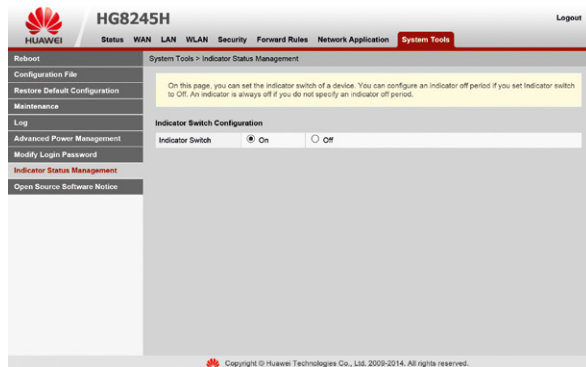 HG8245H
Logout
HUAWEI
Status WAN LAN WLAN Security Forward Rules Network Application System Tools
Reboot
System Tools > Indicator Status Management
Configuration File
Restore Default Configuration
Maintenance
Log
Advanced Power Management
Modify Login Password
Indicator Status Management
Open Source Software Notice
On this page, you can set the indicator switch of a device. You can configure an indicator off period if you set Indicator switch
to Off. An indicator is always off if you do not specify an indicator off period.
Indicator Switch Configuration
Indicator Switch On Off
Copyright © Huawei Technologies Co., Ltd. 2009-2014. All rights reserved.